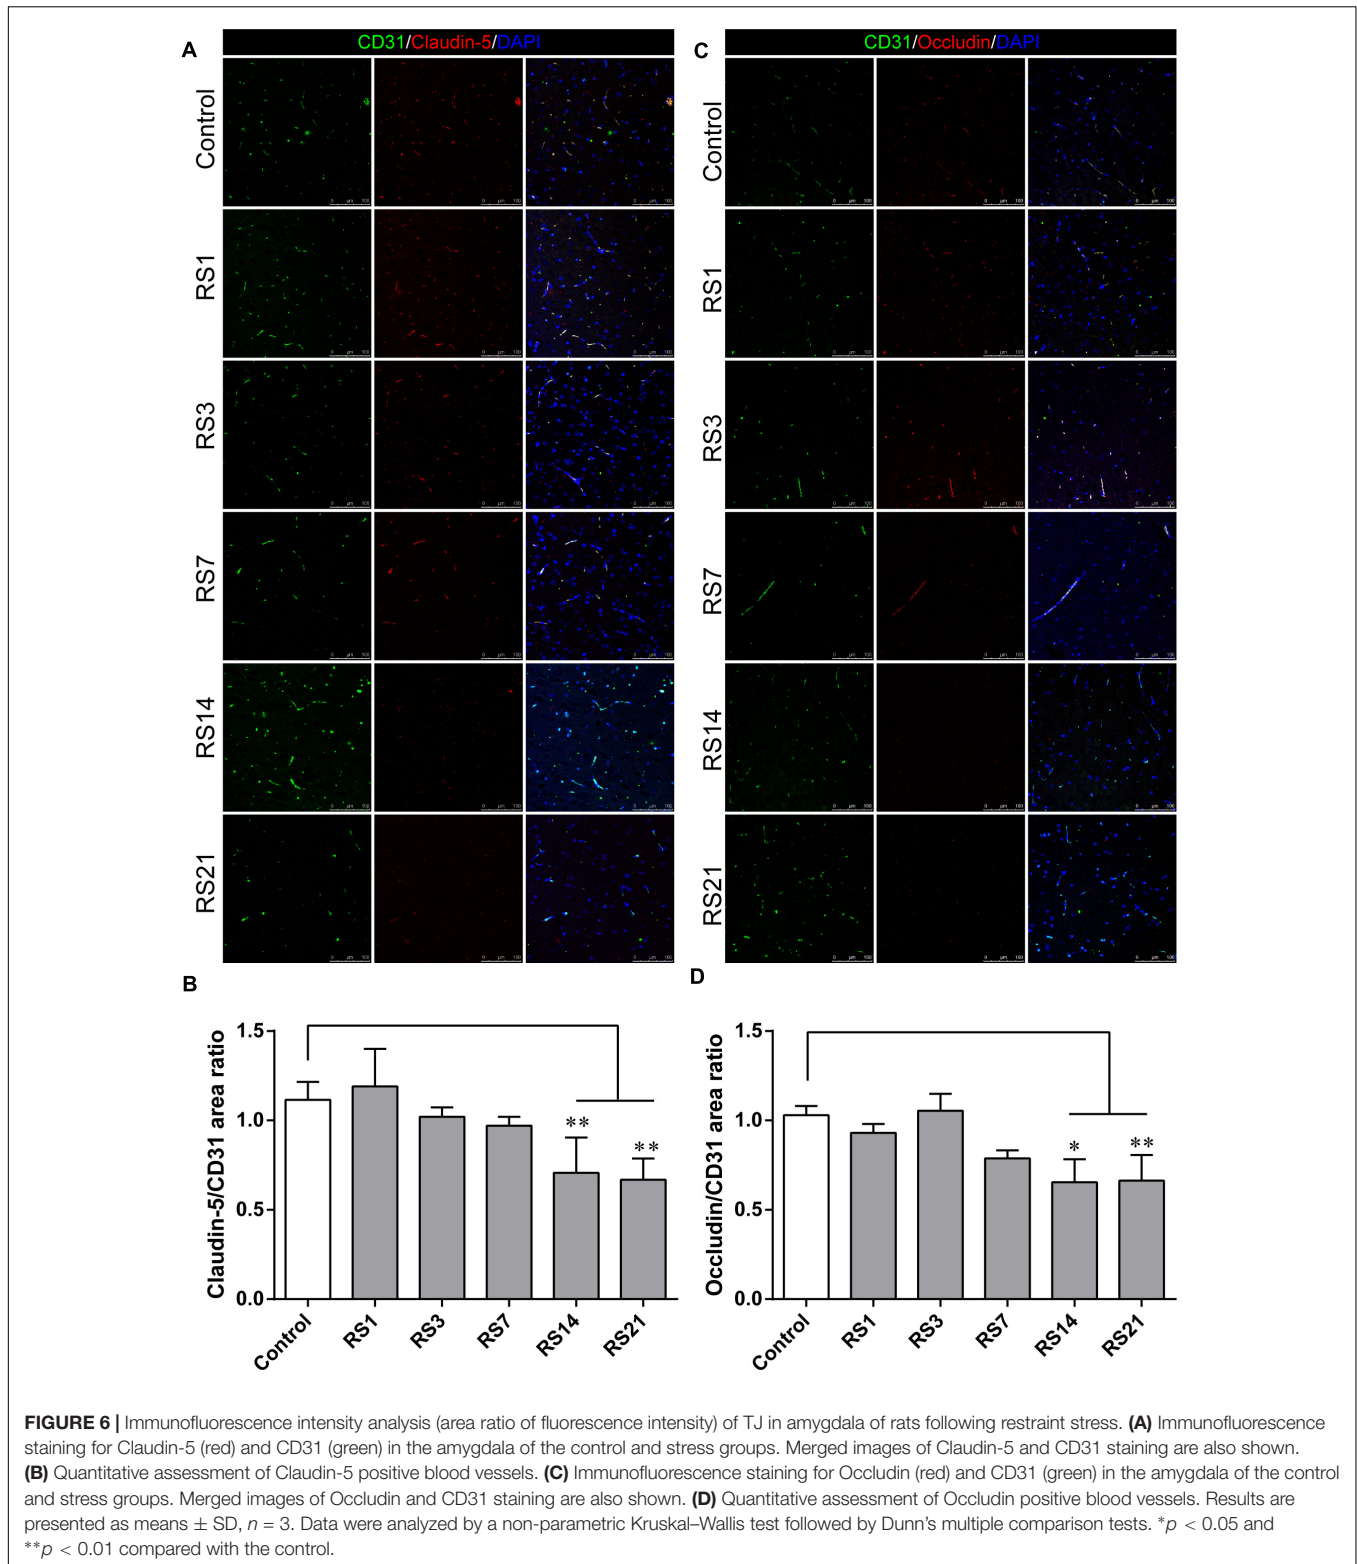 A
CD31/Claudin-5/DAPI
Control
RS1
RS3
RS7
RS14
RS21
C
CD31/Occludin/DAPI
Control
RS1
RS3
RS7
RS14
RS21
0 µm 100
B
Claudin-5/CD31 area ratio
1.5
1.0
0.5
0.0
** **
Control RS1 RS3 RS7 RS14 RS21
D
Occludin/CD31 area ratio
1.5
1.0
0.5
0.0
* **
Control RS1 RS3 RS7 RS14 RS21
FIGURE 6 | Immunofluorescence intensity analysis (area ratio of fluorescence intensity) of TJ in amygdala of rats following restraint stress. (A) Immunofluorescence
staining for Claudin-5 (red) and CD31 (green) in the amygdala of the control and stress groups. Merged images of Claudin-5 and CD31 staining are also shown.
(B) Quantitative assessment of Claudin-5 positive blood vessels. (C) Immunofluorescence staining for Occludin (red) and CD31 (green) in the amygdala of the control
and stress groups. Merged images of Occludin and CD31 staining are also shown. (D) Quantitative assessment of Occludin positive blood vessels. Results are
presented as means ± SD, n = 3. Data were analyzed by a non-parametric Kruskal–Wallis test followed by Dunn's multiple comparison tests. *p < 0.05 and
**p < 0.01 compared with the control.